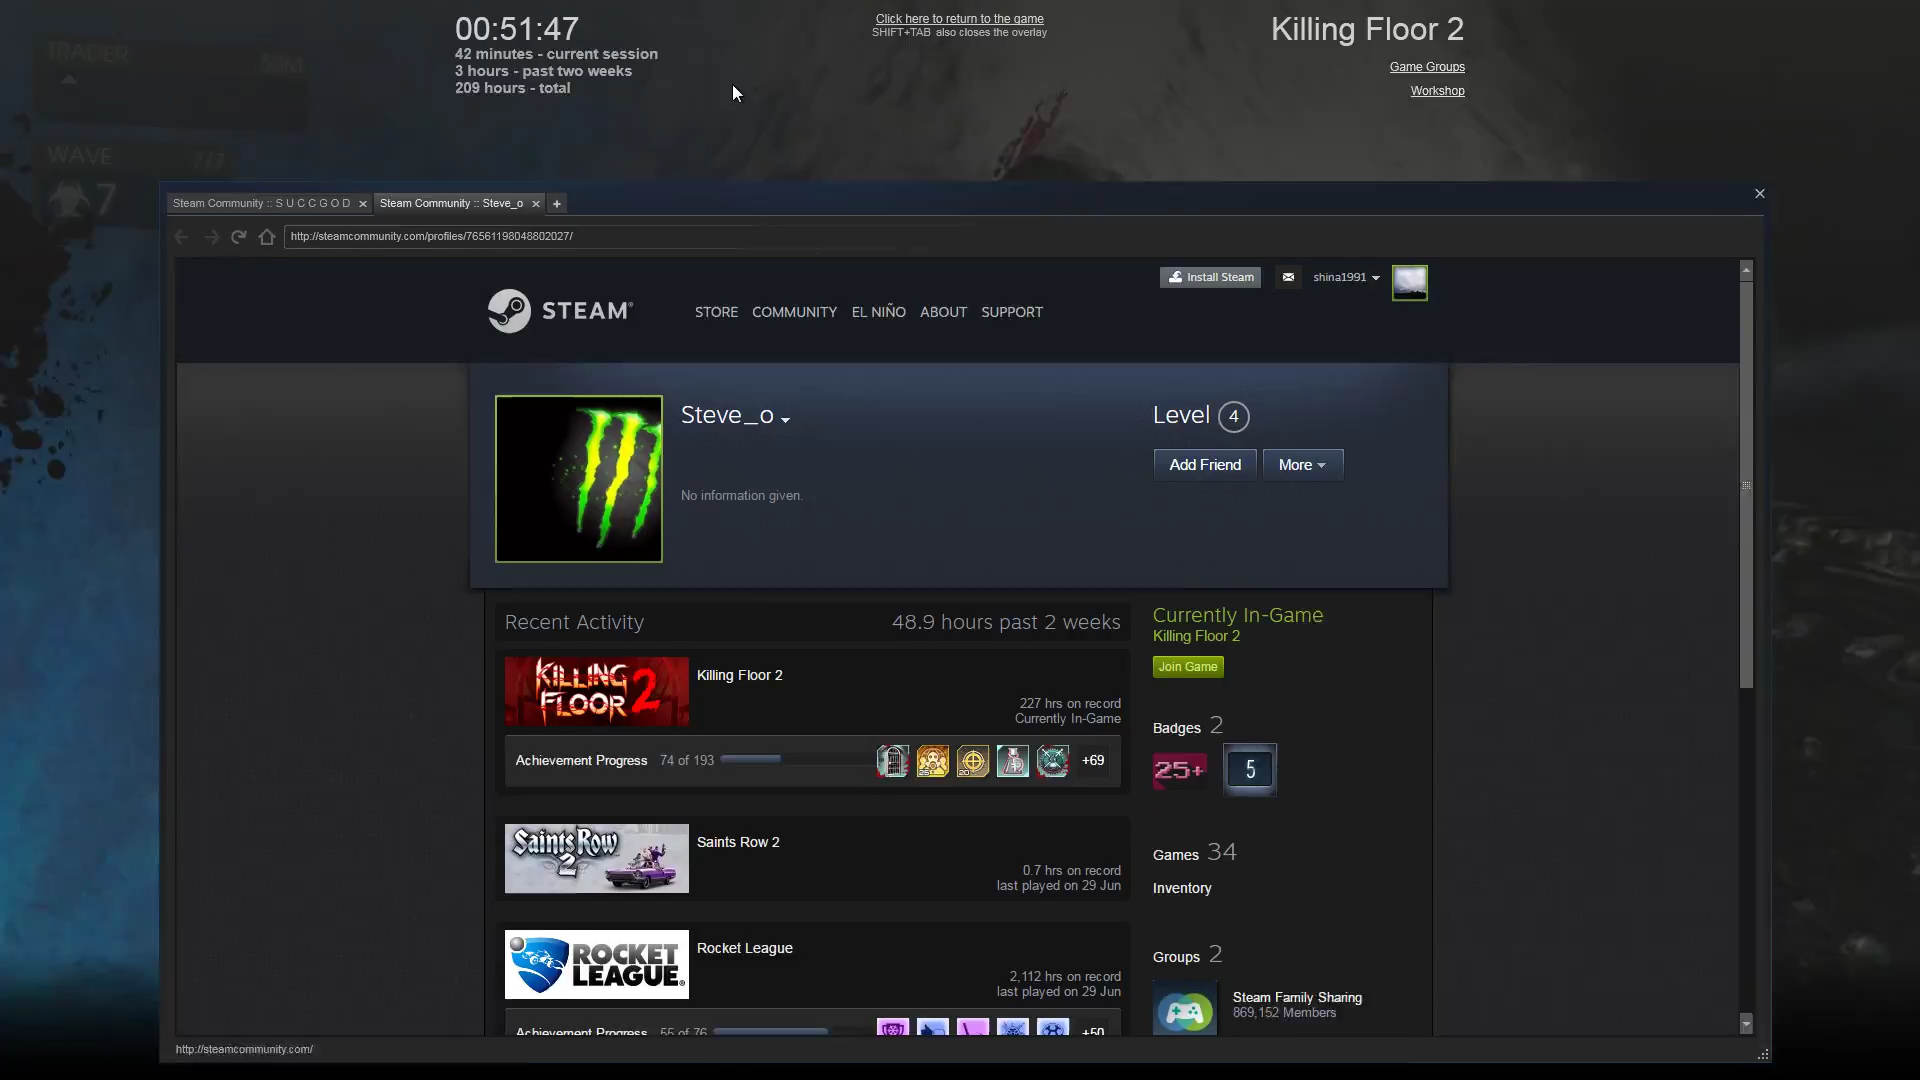 00:51:47
42 minutes - current session
3 hours - past two weeks
209 hours - total
Click here to return to the game
SHIFT+TAB also closes the overlay
Killing Floor 2
Game Groups
Workshop
TRADER
WAVE
7
Steam Community :: S U C C G O D
Steam Community :: Steve_o
http://steamcommunity.com/profiles/76561198048802027/
Install Steam
shina1991
STEAM
STORE COMMUNITY EL NIÑO ABOUT SUPPORT
Steve_o
No information given.
Level 4
Add Friend
More
Recent Activity
48.9 hours past 2 weeks
KILLING FLOOR 2
Killing Floor 2
227 hrs on record
Currently In-Game
Achievement Progress 74 of 193
+69
Saints Row 2
Saints Row 2
0.7 hrs on record
last played on 29 Jun
ROCKET LEAGUE
Rocket League
2,112 hrs on record
last played on 29 Jun
Achievement Progress 55 of 76
+50
Currently In-Game
Killing Floor 2
Join Game
Badges 2
25+
5
Games 34
Inventory
Groups 2
Steam Family Sharing
869,152 Members
http://steamcommunity.com/